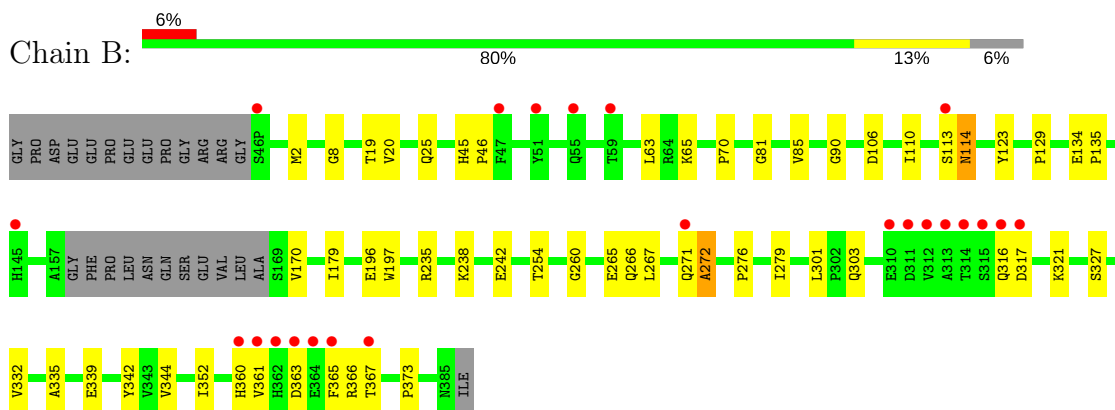 6%
Chain B:
80% 13% 6%
GLY PRO ASP GLU GLU PRO GLU GLU PRO GLY ARG ARG GLY S46P M2 G8 T19 V20 Q25 H45 P46 F47 Y51 Q55 T59 L63 R64 K65 P70 G81 V85 G90 D106 I110 S113 N114 Y123 P129 E134 P135
H145 A157 GLY PHE PRO LEU ASN GLN SER GLU VAL LEU ALA S169 V170 I179 E196 W197 R235 K238 E242 T254 G260 E265 Q266 L267 Q271 A272 P276 I279 L301 P302 Q303 E310 D311 V312 A313 T314 S315 Q316 D317 K321 S327
V332 A335 E339 Y342 V343 V344 I352 H360 V361 H362 D363 E364 F365 R366 T367 P373 N385 ILE